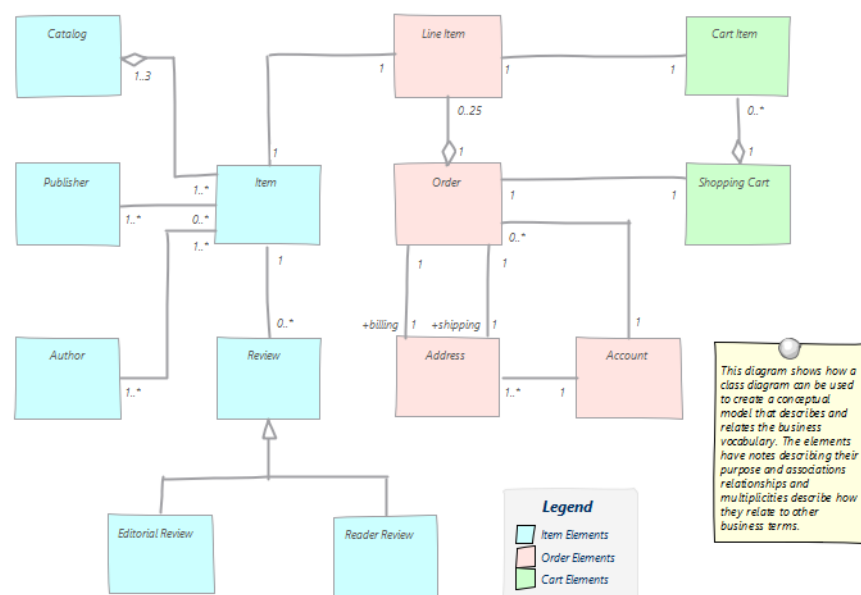 Catalog
Line Item
Cart Item
1..3
1
1
1
0..25
0..*
1
1
1
Publisher
Item
Order
Shopping Cart
1..*
1
1
1..*
0..*
0..*
1..*
1
1
1
+billing
1
+shipping
1
1
0..*
Author
Review
Address
Account
1..*
1..*
1
This diagram shows how a
class diagram can be used
to create a conceptual
model that describes and
relates the business
vocabulary. The elements
have notes describing their
purpose and associations
relationships and
multiplicities describe how
they relate to other
business terms.
Editorial Review
Reader Review
Legend
Item Elements
Order Elements
Cart Elements